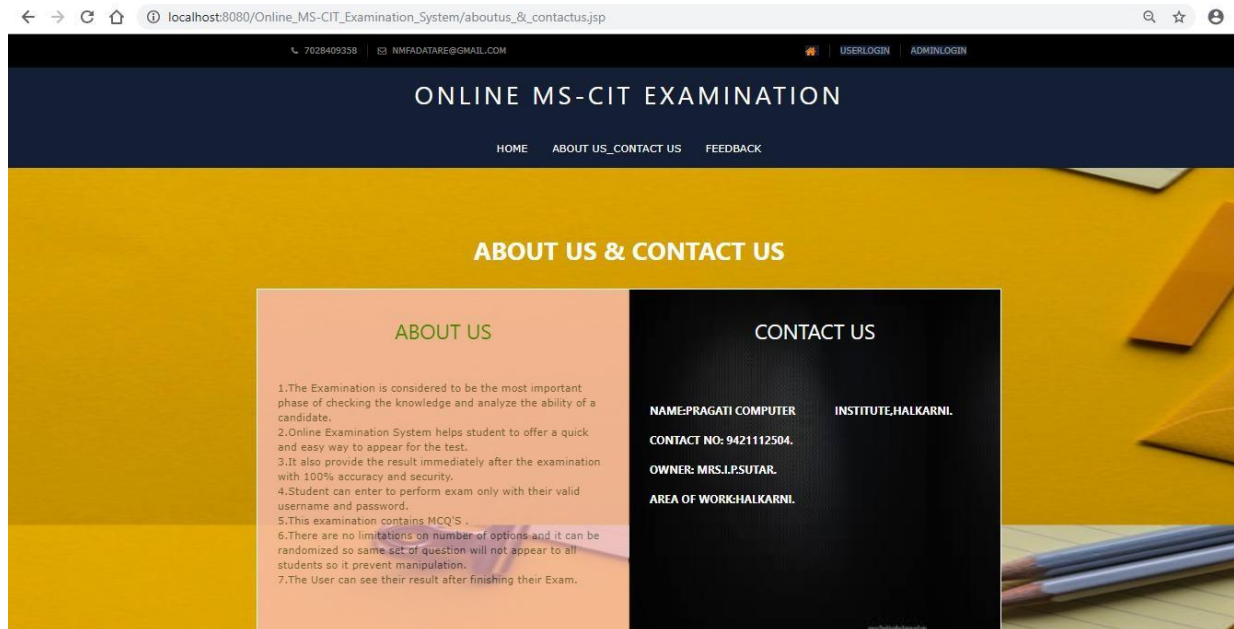 localhost:8080/Online_MS-CIT_Examination_System/aboutus_&_contactus.jsp
7028409358 NMFADATARE@GMAIL.COM USERLOGIN ADMINLOGIN
ONLINE MS-CIT EXAMINATION
HOME ABOUT US_CONTACT US FEEDBACK
ABOUT US & CONTACT US
ABOUT US
1.The Examination is considered to be the most important
phase of checking the knowledge and analyze the ability of a
candidate.
2.Online Examination System helps student to offer a quick
and easy way to appear for the test.
3.It also provide the result immediately after the examination
with 100% accuracy and security.
4.Student can enter to perform exam only with their valid
username and password.
5.This examination contains MCQ'S .
6.There are no limitations on number of options and it can be
randomized so same set of question will not appear to all
students so it prevent manipulation.
7.The User can see their result after finishing their Exam.
CONTACT US
NAME:PRAGATI COMPUTER INSTITUTE,HALKARNI.
CONTACT NO: 9421112504.
OWNER: MRS.I.P.SUTAR.
AREA OF WORK:HALKARNI.